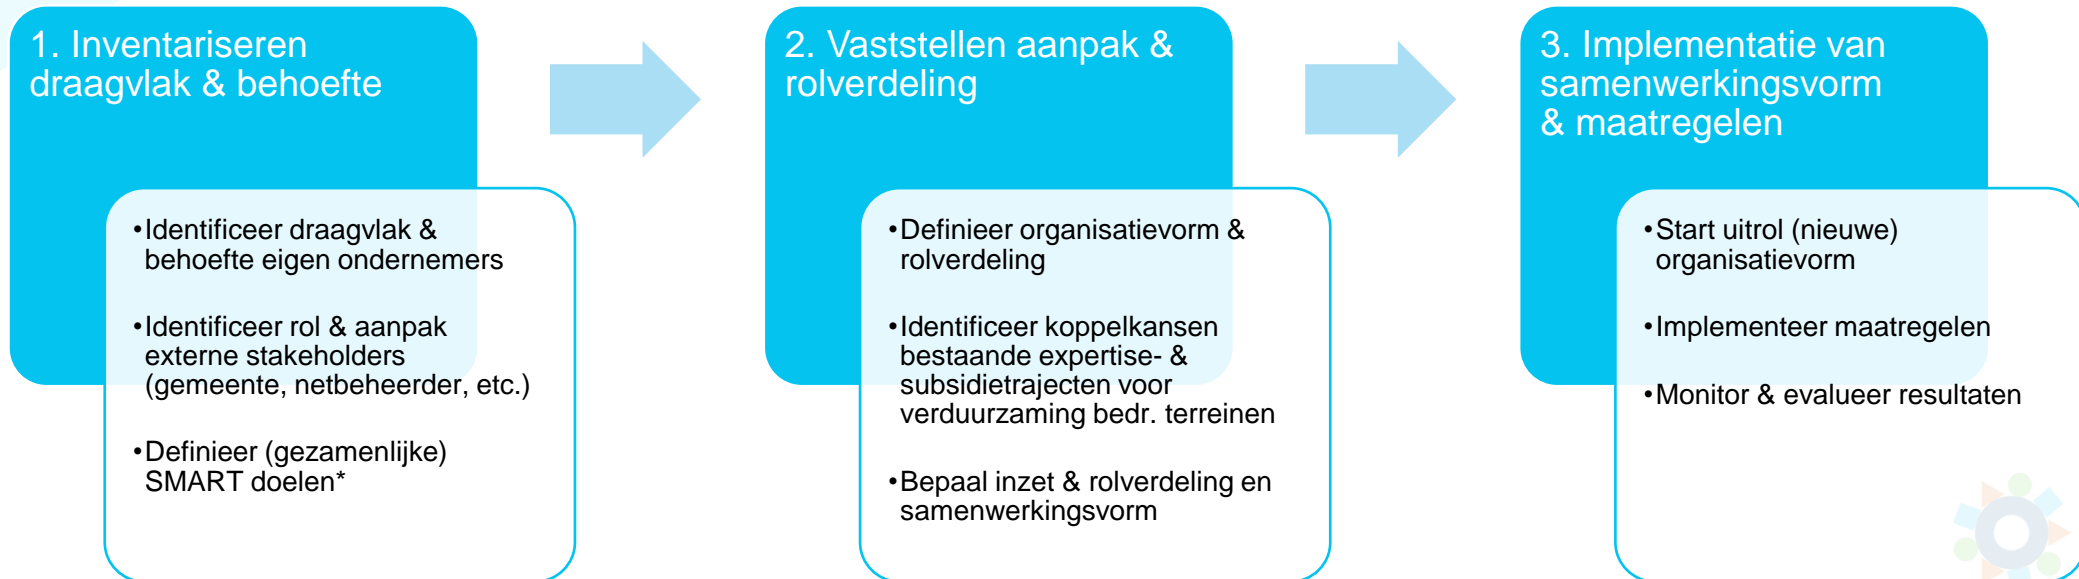 1. Inventariseren
draagvlak & behoefte
•Identificeer draagvlak &
behoefte eigen ondernemers
•Identificeer rol & aanpak
externe stakeholders
(gemeente, netbeheerder, etc.)
•Definieer (gezamenlijke)
SMART doelen*
2. Vaststellen aanpak &
rolverdeling
•Definieer organisatievorm &
rolverdeling
•Identificeer koppelkansen
bestaande expertise- &
subsidietrajecten voor
verduurzaming bedr. terreinen
•Bepaal inzet & rolverdeling en
samenwerkingsvorm
3. Implementatie van
samenwerkingsvorm
& maatregelen
•Start uitrol (nieuwe)
organisatievorm
•Implementeer maatregelen
•Monitor & evalueer resultaten